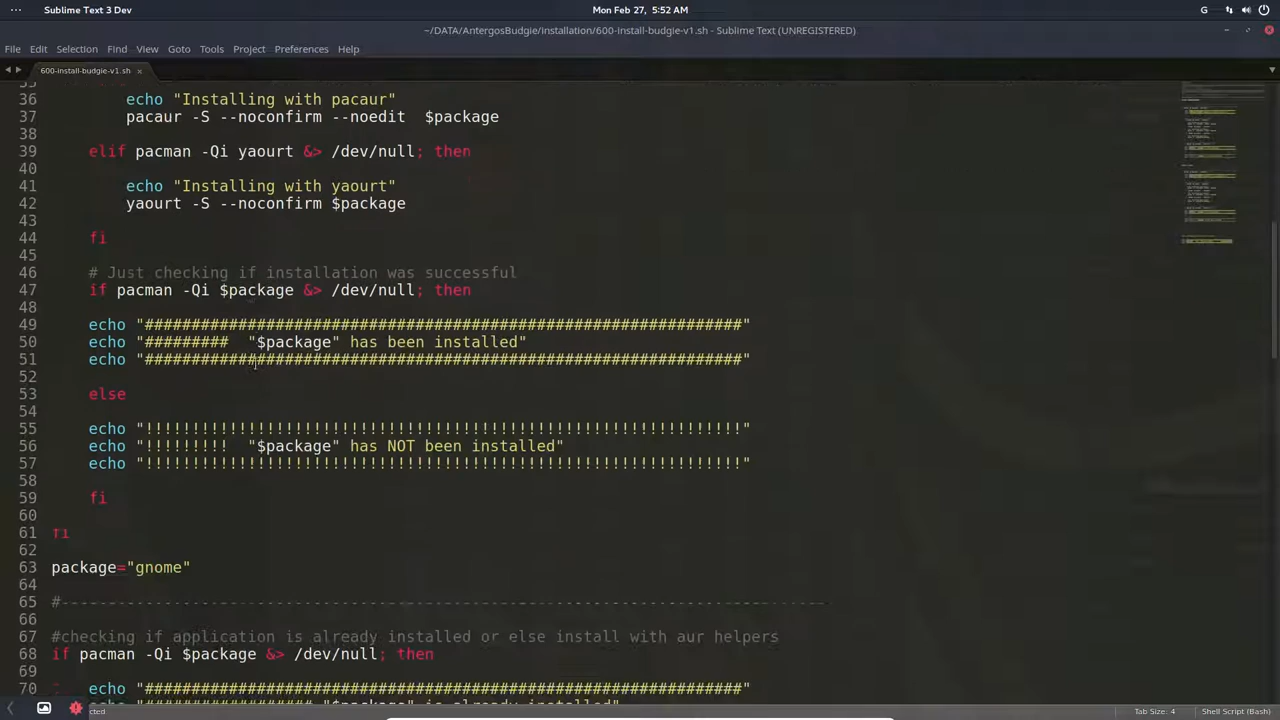 Sublime Text 3 Dev
Mon Feb 27, 5:52 AM
G
~/DATA/AntergosBudgie/Installation/600-install-budgie-v1.sh - Sublime Text (UNREGISTERED)
File Edit Selection Find View Goto Tools Project Preferences Help
600-install-budgie-v1.sh
36 echo "Installing with pacaur"
37 pacaur -S --noconfirm --noedit  $package
38
39 elif pacman -Qi yaourt &> /dev/null; then
40
41 echo "Installing with yaourt"
42 yaourt -S --noconfirm $package
43
44 fi
45
46 # Just checking if installation was successful
47 if pacman -Qi $package &> /dev/null; then
48
49 echo "################################################################"
50 echo "#########  "$package" has been installed"
51 echo "################################################################"
52
53 else
54
55 echo "!!!!!!!!!!!!!!!!!!!!!!!!!!!!!!!!!!!!!!!!!!!!!!!!!!!!!!!!!!!!!!!!"
56 echo "!!!!!!!!!  "$package" has NOT been installed"
57 echo "!!!!!!!!!!!!!!!!!!!!!!!!!!!!!!!!!!!!!!!!!!!!!!!!!!!!!!!!!!!!!!!!"
58
59 fi
60
61 fi
62
63 package="gnome"
64
65 #----------------------------------------------------------------------------------
66
67 #checking if application is already installed or else install with aur helpers
68 if pacman -Qi $package &> /dev/null; then
69
70 echo "################################################################"
"################## "$package" is already installed"
Tab Size: 4 Shell Script (Bash)